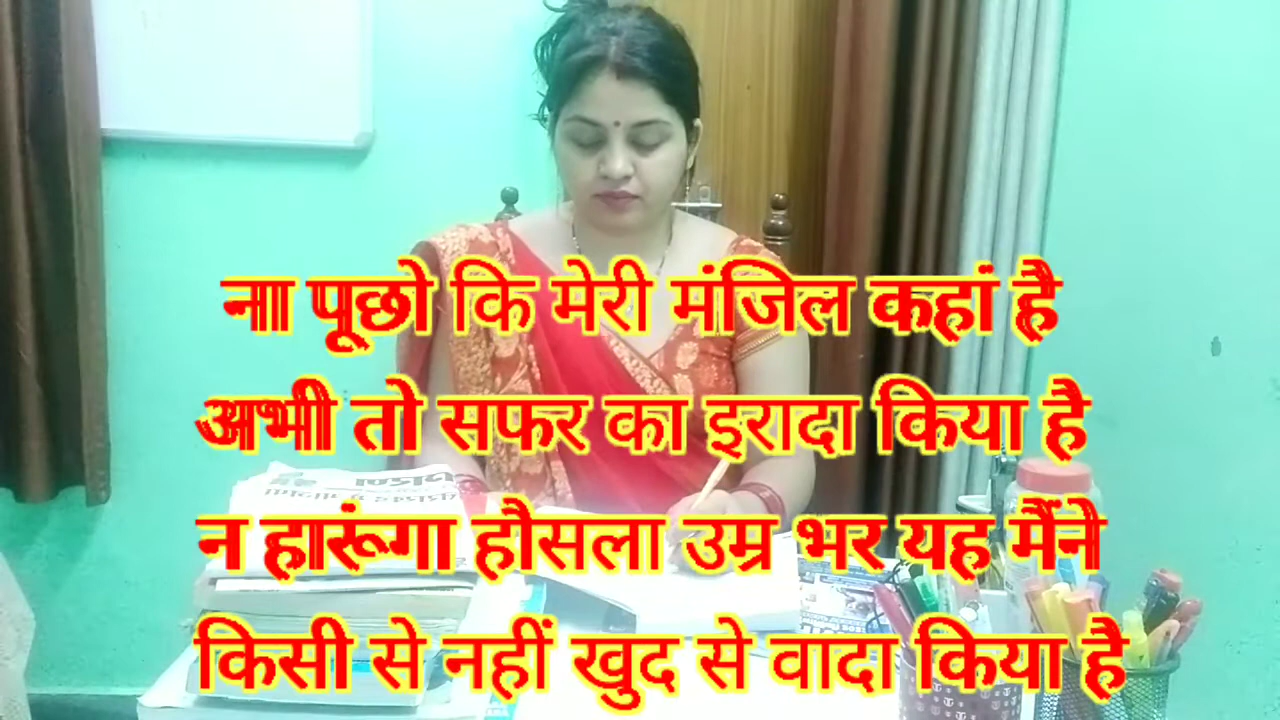 ना पूछो कि मेरी मंजिल कहां है
अभी तो सफर का इरादा किया है
न हारूंगा हौसला उम्र भर यह मैंने
किसी से नहीं खुद से वादा किया है